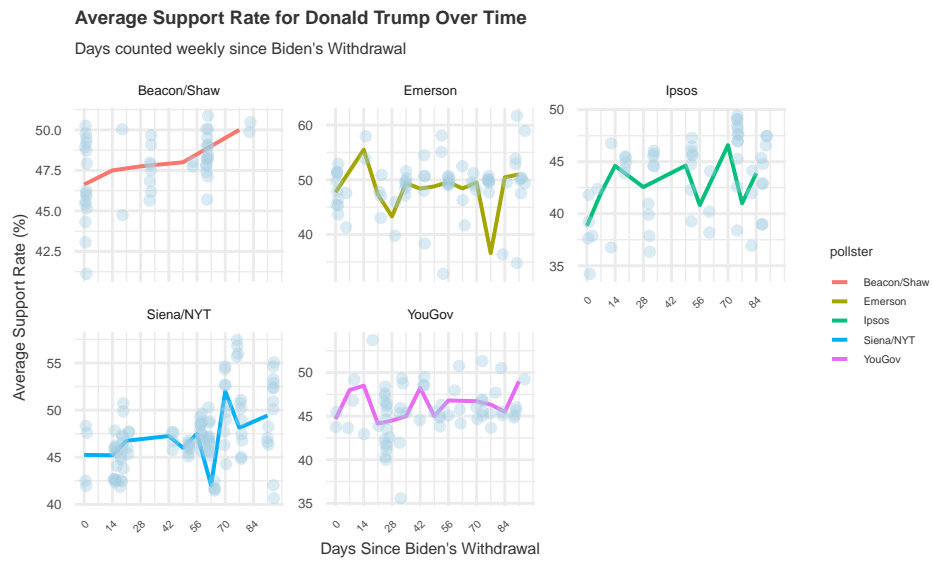 Average Support Rate for Donald Trump Over Time
Days counted weekly since Biden's Withdrawal
Beacon/Shaw
Emerson
Ipsos
50.0
47.5
45.0
42.5
60
50
40
50
45
40
35
0 14 28 42 56 70 84
Siena/NYT
YouGov
55
50
45
40
50
45
40
35
0 14 28 42 56 70 84
0 14 28 42 56 70 84
Average Support Rate (%)
Days Since Biden's Withdrawal
pollster
Beacon/Shaw
Emerson
Ipsos
Siena/NYT
YouGov